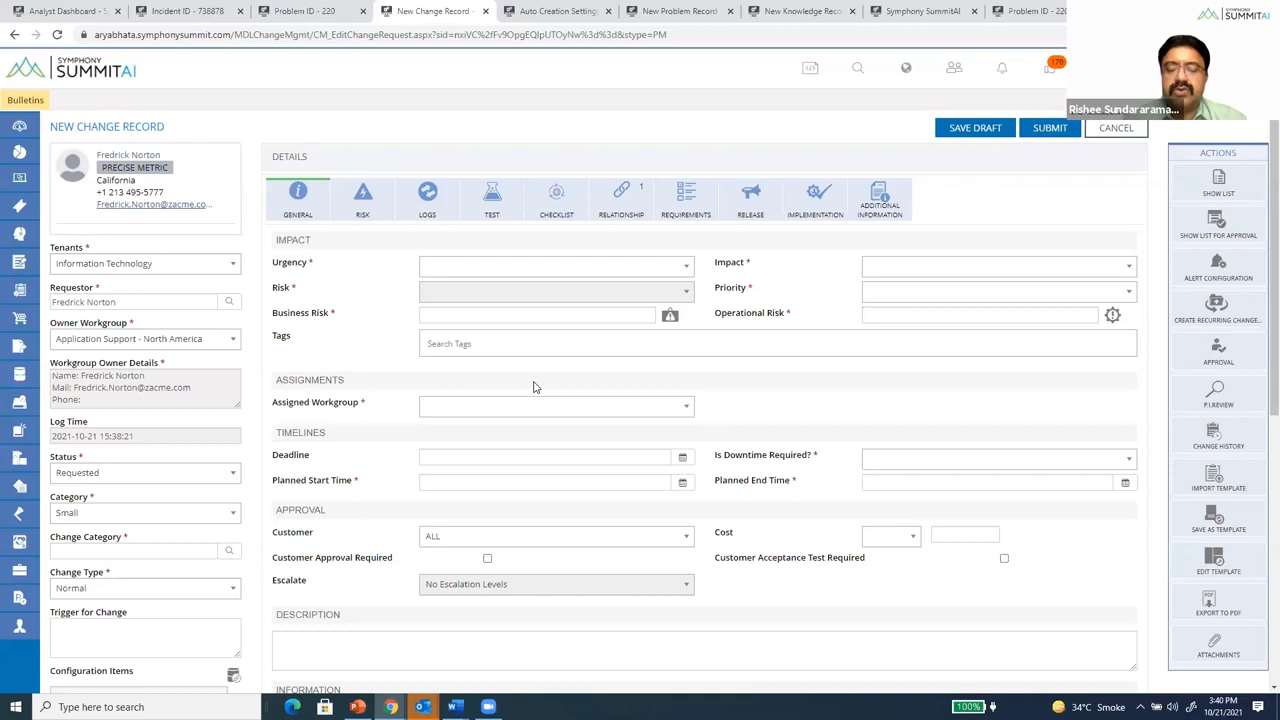 Analyst Dashboard - S
Incident ID - 738878
Problem ID - 220
New Change Record -
Auto Creation Setting
New Problem Record
New Knowledge Reco
Symphony SummitAI
Problem ID - 220
aryabhata.symphonysummit.com/MDLChangeMgmt/CM_EditChangeRequest.aspx?sid=nxiVC%2fFv9OpgEQlpUTOyNw%3d%3d&stype=PM
SYMPHONY
SUMMITAI
SYMPHONY
SUMMITAI
170
Rishee Sundararama...
Bulletins
NEW CHANGE RECORD
SAVE DRAFT
SUBMIT
CANCEL
Fredrick Norton
PRECISE METRIC
California
+1 213 495-5777
Fredrick.Norton@zacme.co...
Tenants *
Information Technology
Requestor *
Fredrick Norton
Owner Workgroup *
Application Support - North America
Workgroup Owner Details *
Name: Fredrick Norton
Mail: Fredrick.Norton@zacme.com
Phone:
Log Time
2021-10-21 15:38:21
Status *
Requested
Category *
Small
Change Category *
Change Type *
Normal
Trigger for Change
Configuration Items
DETAILS
GENERAL
RISK
LOGS
TEST
CHECKLIST
1
RELATIONSHIP
REQUIREMENTS
RELEASE
IMPLEMENTATION
ADDITIONAL
INFORMATION
IMPACT
Urgency *
Impact *
Risk *
Priority *
Business Risk *
Operational Risk *
Tags
Search Tags
ASSIGNMENTS
Assigned Workgroup *
TIMELINES
Deadline
Is Downtime Required? *
Planned Start Time *
Planned End Time *
APPROVAL
Customer
ALL
Cost
Customer Approval Required
Customer Acceptance Test Required
Escalate
No Escalation Levels
DESCRIPTION
INFORMATION
ACTIONS
SHOW LIST
SHOW LIST FOR APPROVAL
ALERT CONFIGURATION
CREATE RECURRING CHANGE...
APPROVAL
P.I.REVIEW
CHANGE HISTORY
IMPORT TEMPLATE
SAVE AS TEMPLATE
EDIT TEMPLATE
PDF
EXPORT TO PDF
ATTACHMENTS
Type here to search
100%
34°C Smoke
3:40 PM
10/21/2021